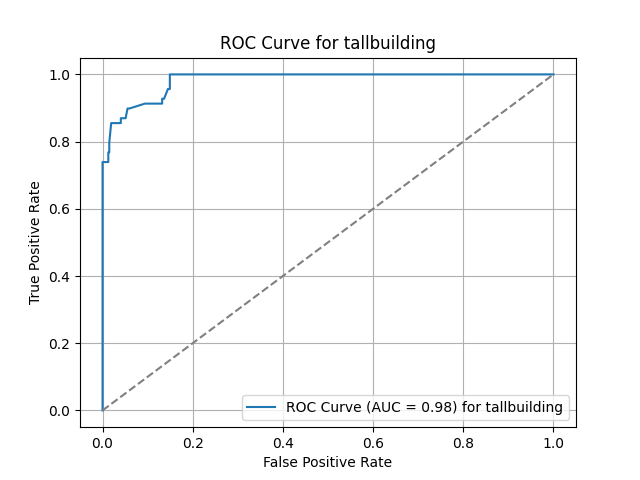 ROC Curve for tallbuilding
1.0
0.8
0.6
0.4
0.2
0.0
True Positive Rate
ROC Curve (AUC = 0.98) for tallbuilding
0.0 0.2 0.4 0.6 0.8 1.0
False Positive Rate